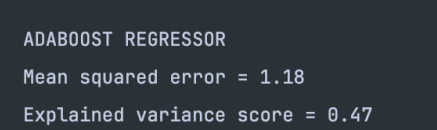 ADABOOST REGRESSOR
Mean squared error = 1.18
Explained variance score = 0.47